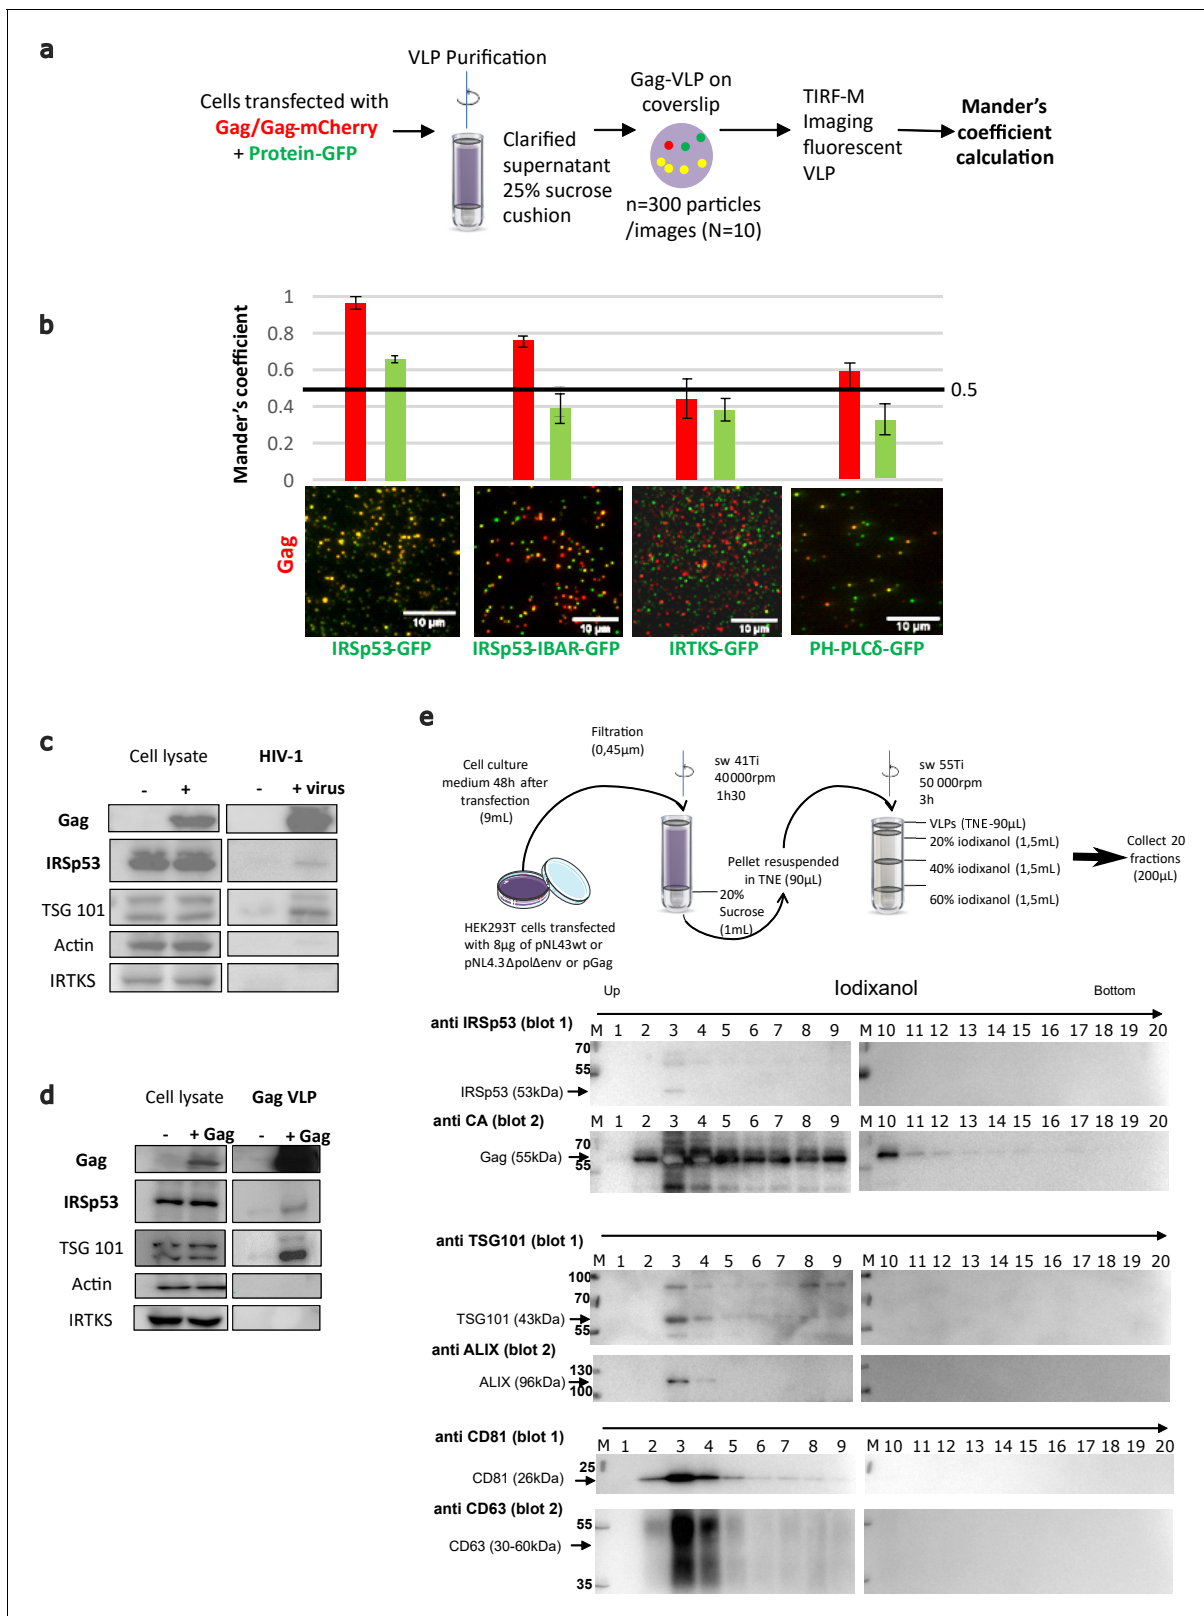 a
VLP Purification
Cells transfected with
Gag/Gag-mCherry
+ Protein-GFP
Clarified
supernatant
25% sucrose
cushion
Gag-VLP on
coverslip
n=300 particles
/images (N=10)
TIRF-M
Imaging
fluorescent
VLP
Mander's
coefficient
calculation
b
Mander's coefficient
1
0.8
0.6
0.4
0.2
0
0.5
Gag
10 µm
10 µm
10 µm
10 µm
IRSp53-GFP
IRSp53-IBAR-GFP
IRTKS-GFP
PH-PLCδ-GFP
c
Cell lysate
HIV-1
- +
- + virus
Gag
IRSp53
TSG 101
Actin
IRTKS
d
Cell lysate
Gag VLP
- + Gag
- + Gag
Gag
IRSp53
TSG 101
Actin
IRTKS
e
Filtration
(0,45µm)
Cell culture
medium 48h after
transfection
(9mL)
HEK293T cells transfected
with 8µg of pNL43wt or
pNL4.3ΔpolΔenv or pGag
sw 41Ti
40000rpm
1h30
20%
Sucrose
(1mL)
Pellet resuspended
in TNE (90µL)
sw 55Ti
50 000rpm
3h
VLPs (TNE-90µL)
20% iodixanol (1,5mL)
40% iodixanol (1,5mL)
60% iodixanol (1,5mL)
Collect 20
fractions
(200µL)
Up
Iodixanol
Bottom
anti IRSp53 (blot 1)
M 1 2 3 4 5 6 7 8 9
M 10 11 12 13 14 15 16 17 18 19 20
70
55
IRSp53 (53kDa)
anti CA (blot 2)
M 1 2 3 4 5 6 7 8 9
M 10 11 12 13 14 15 16 17 18 19 20
70
55
Gag (55kDa)
anti TSG101 (blot 1)
M 1 2 3 4 5 6 7 8 9
M 10 11 12 13 14 15 16 17 18 19 20
100
70
55
TSG101 (43kDa)
anti ALIX (blot 2)
130
100
ALIX (96kDa)
anti CD81 (blot 1)
M 1 2 3 4 5 6 7 8 9
M 10 11 12 13 14 15 16 17 18 19 20
25
CD81 (26kDa)
anti CD63 (blot 2)
55
CD63 (30-60kDa)
35